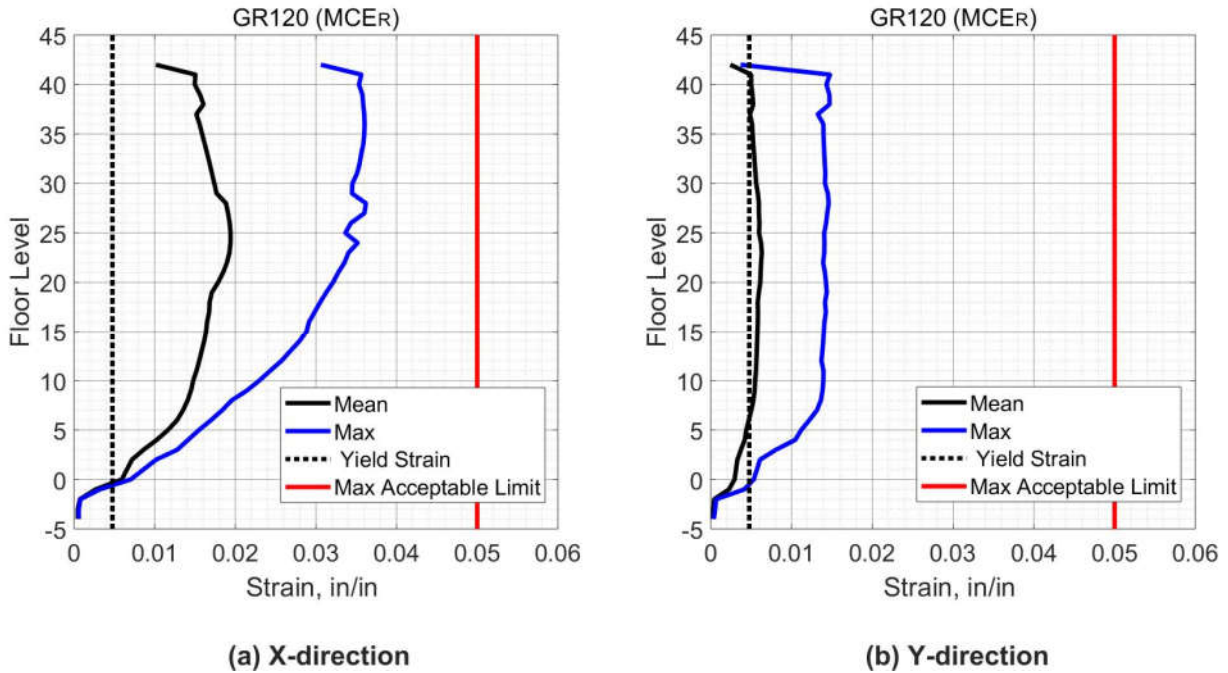 GR120 (MCER)
45
40
35
30
25
20
15
10
5
0
-5
Floor Level
Mean
Max
Yield Strain
Max Acceptable Limit
0 0.01 0.02 0.03 0.04 0.05 0.06
Strain, in/in
(a) X-direction
GR120 (MCER)
45
40
35
30
25
20
15
10
5
0
-5
Floor Level
Mean
Max
Yield Strain
Max Acceptable Limit
0 0.01 0.02 0.03 0.04 0.05 0.06
Strain, in/in
(b) Y-direction